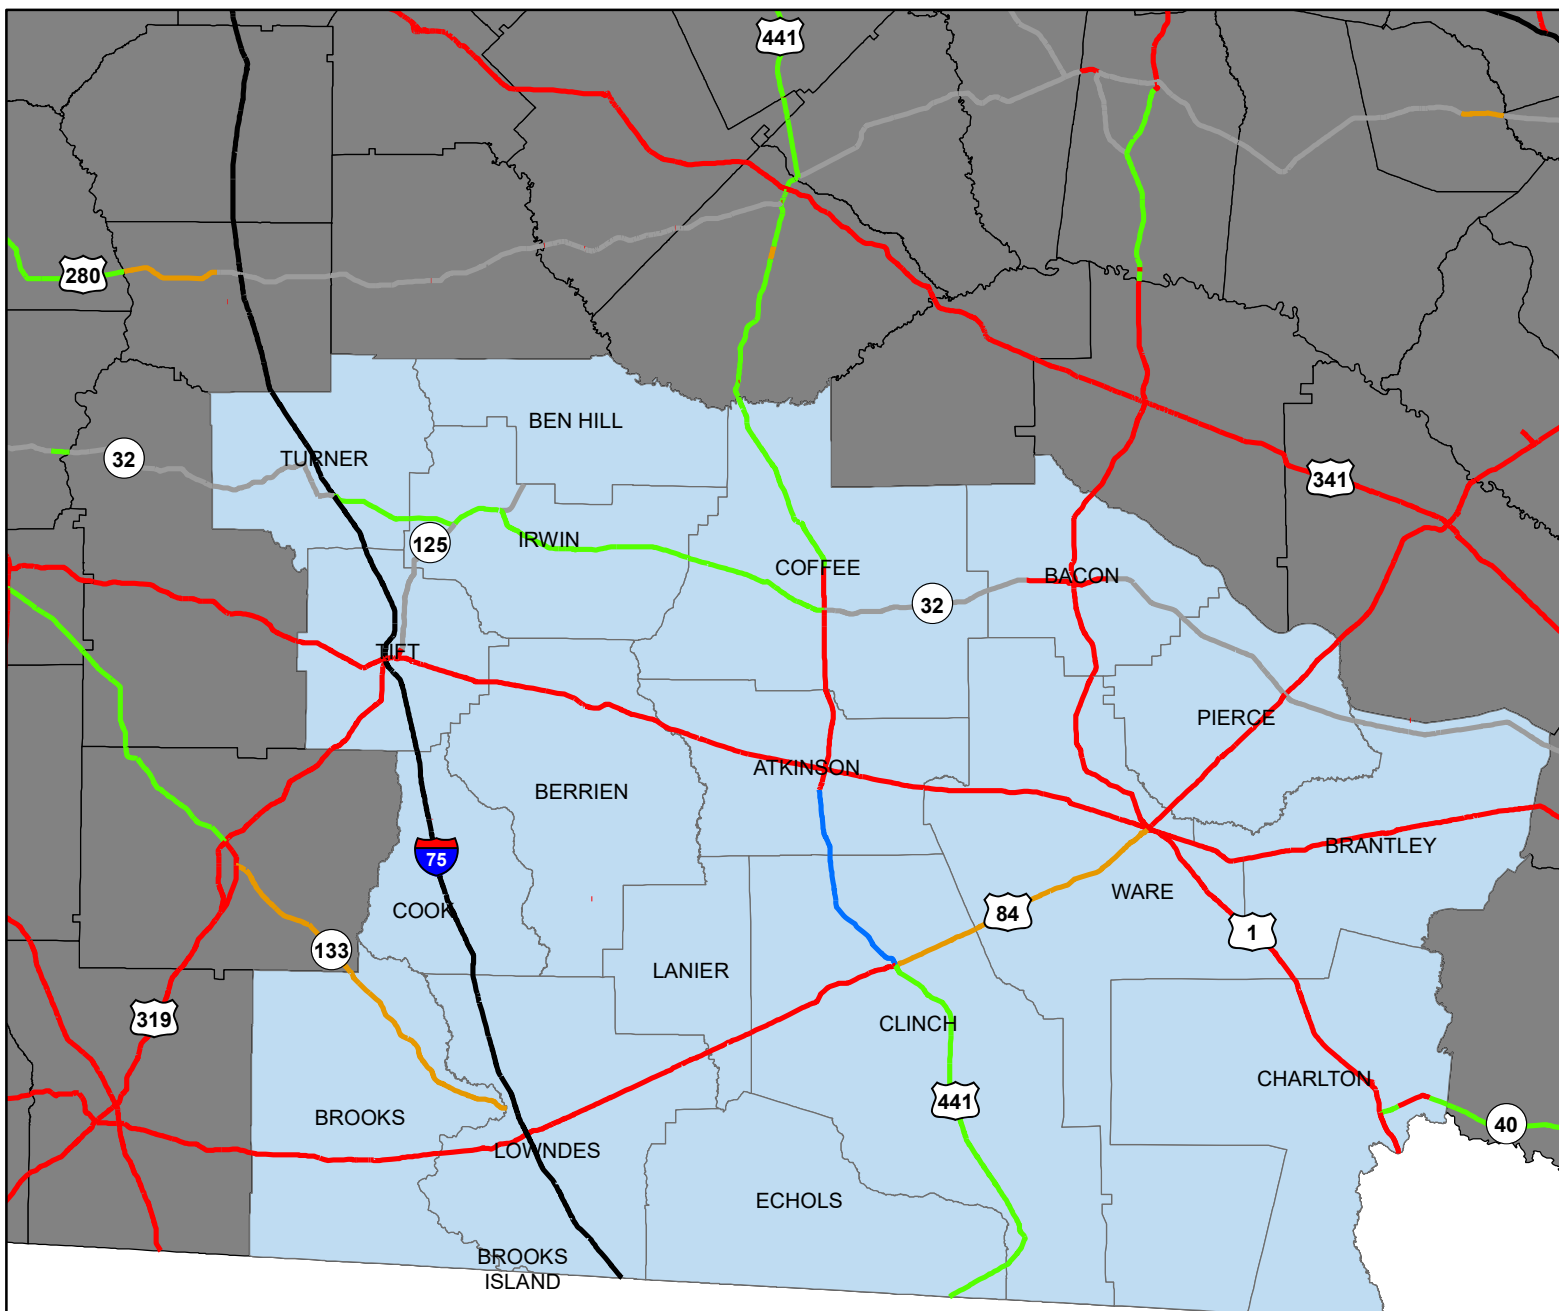 441
280
BEN HILL
TURNER
32
341
125
IRWIN
COFFEE
BACON
32
TIFT
PIERCE
ATKINSON
BERRIEN
BRANTLEY
75
WARE
COOK
84
1
133
LANIER
319
CLINCH
CHARLTON
441
BROOKS
40
LOWNDES
ECHOLS
BROOKS
ISLAND